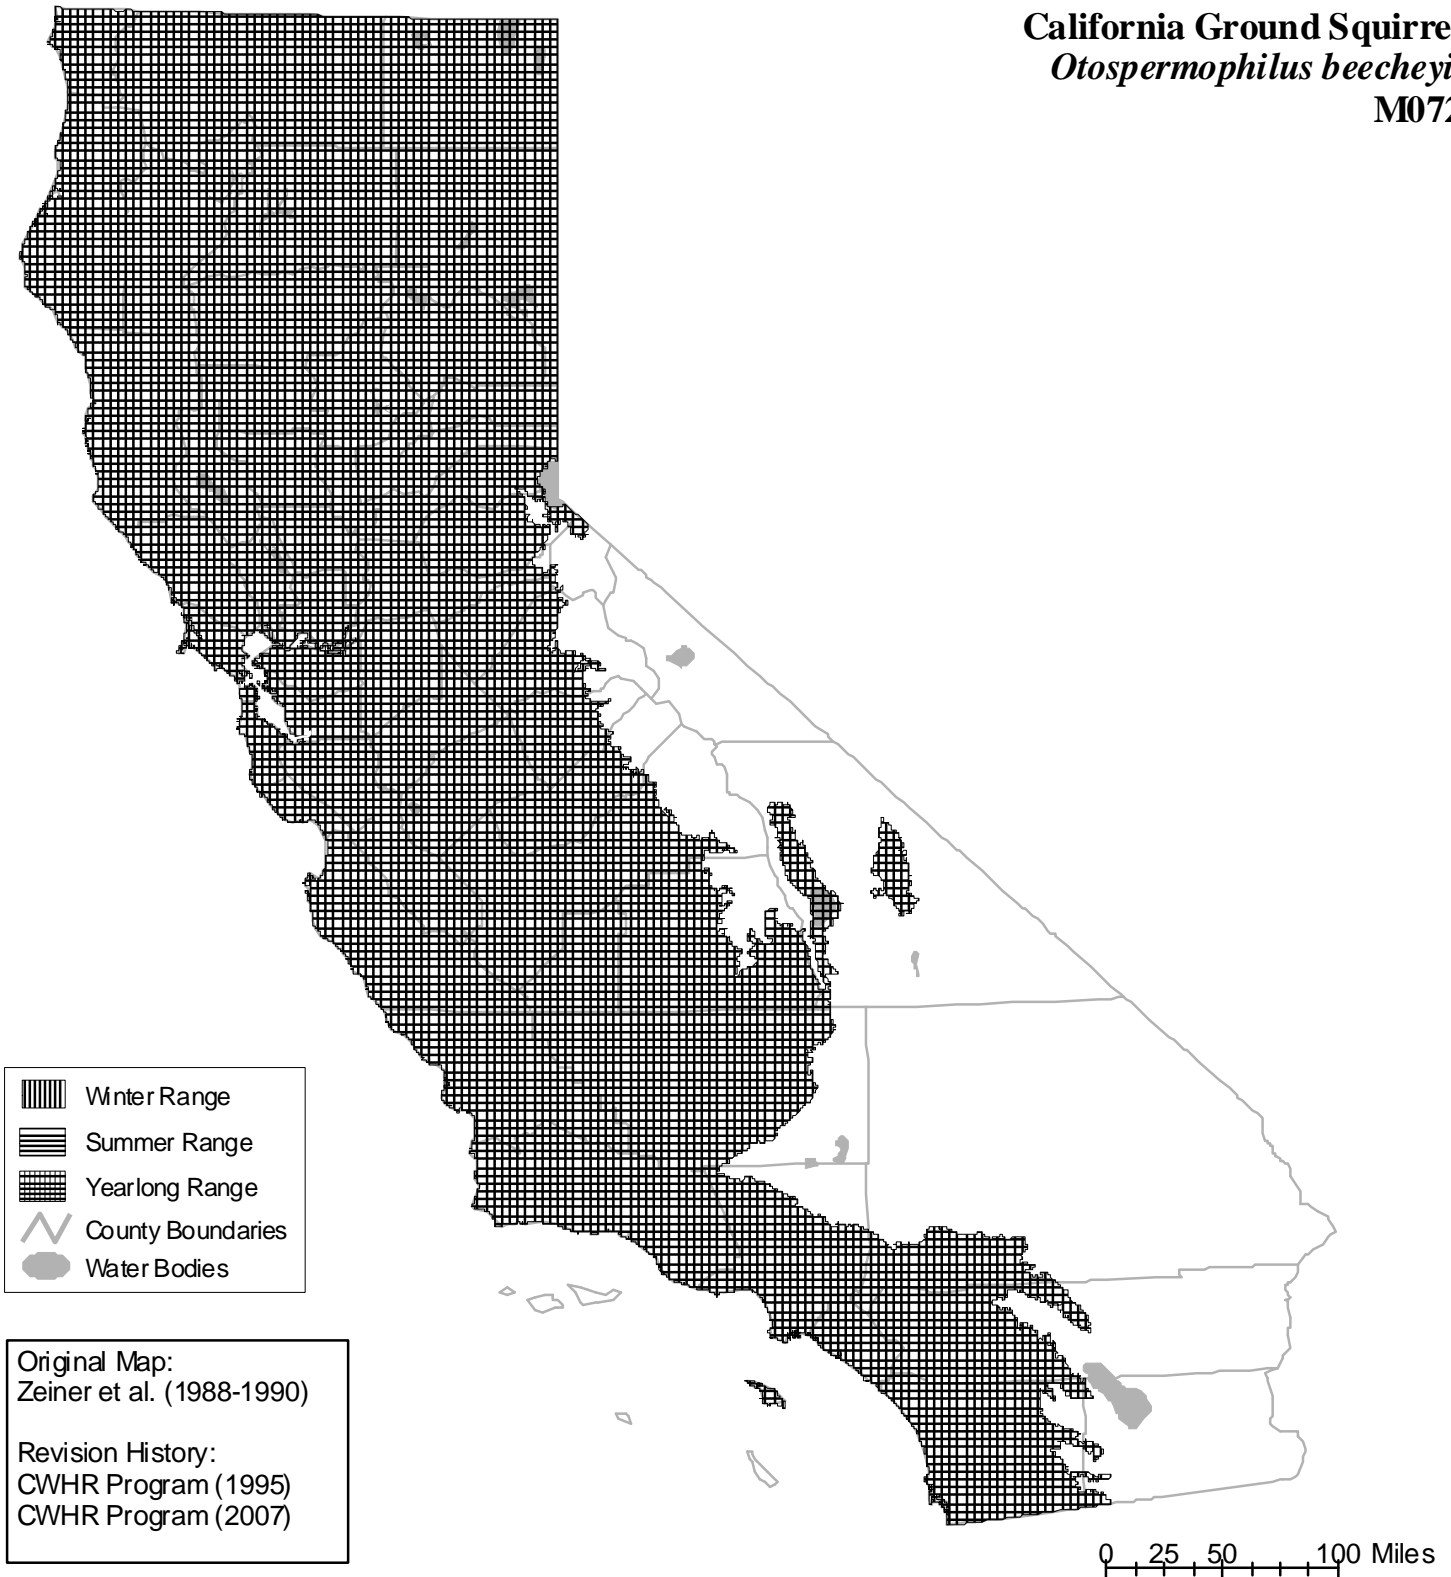 California Ground Squirre
Otospermophilus beecheyi
M072
Winter Range
Summer Range
Yearlong Range
County Boundaries
Water Bodies
Original Map:
Zeiner et al. (1988-1990)
Revision History:
CWHR Program (1995)
CWHR Program (2007)
0 25 50 100 Miles